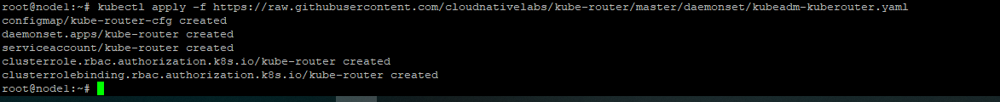 root@node1:~# kubectl apply -f https://raw.githubusercontent.com/cloudnativelabs/kube-router/master/daemonset/kubeadm-kuberouter.yaml
configmap/kube-router-cfg created
daemonset.apps/kube-router created
serviceaccount/kube-router created
clusterrole.rbac.authorization.k8s.io/kube-router created
clusterrolebinding.rbac.authorization.k8s.io/kube-router created
root@node1:~#